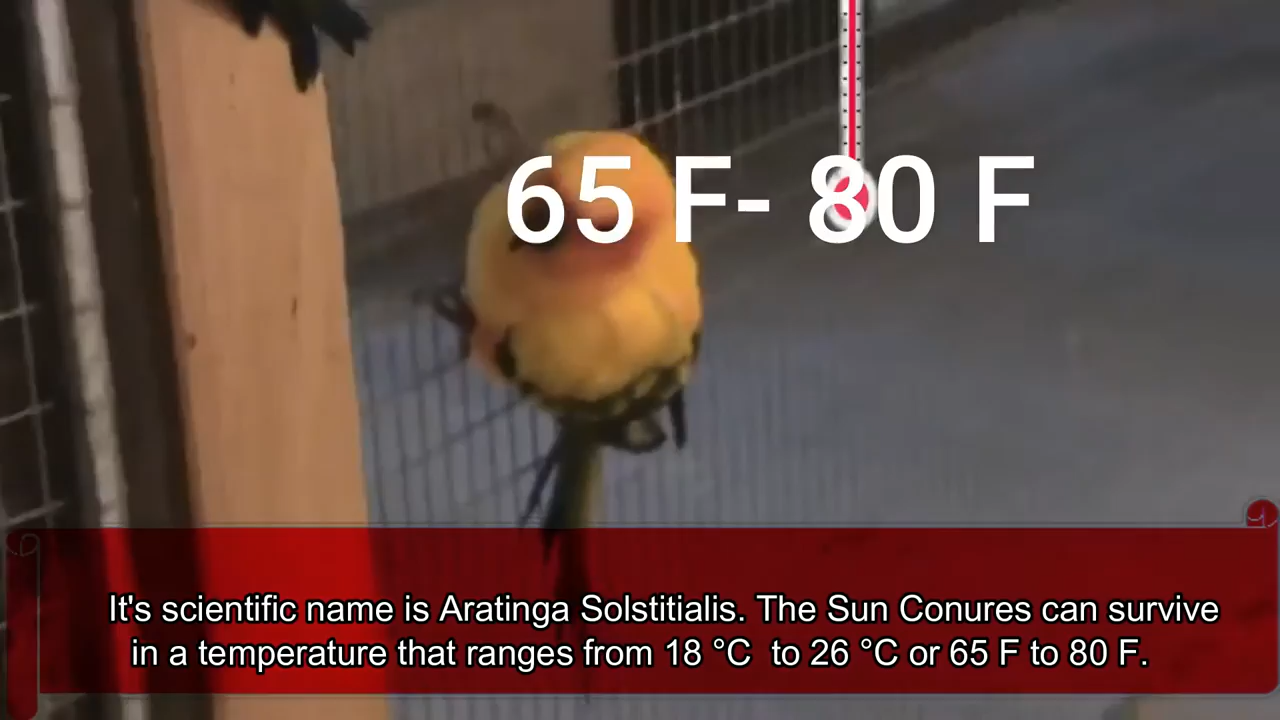 65 F- 80 F
It's scientific name is Aratinga Solstitialis. The Sun Conures can survive
in a temperature that ranges from 18 °C  to 26 °C or 65 F to 80 F.